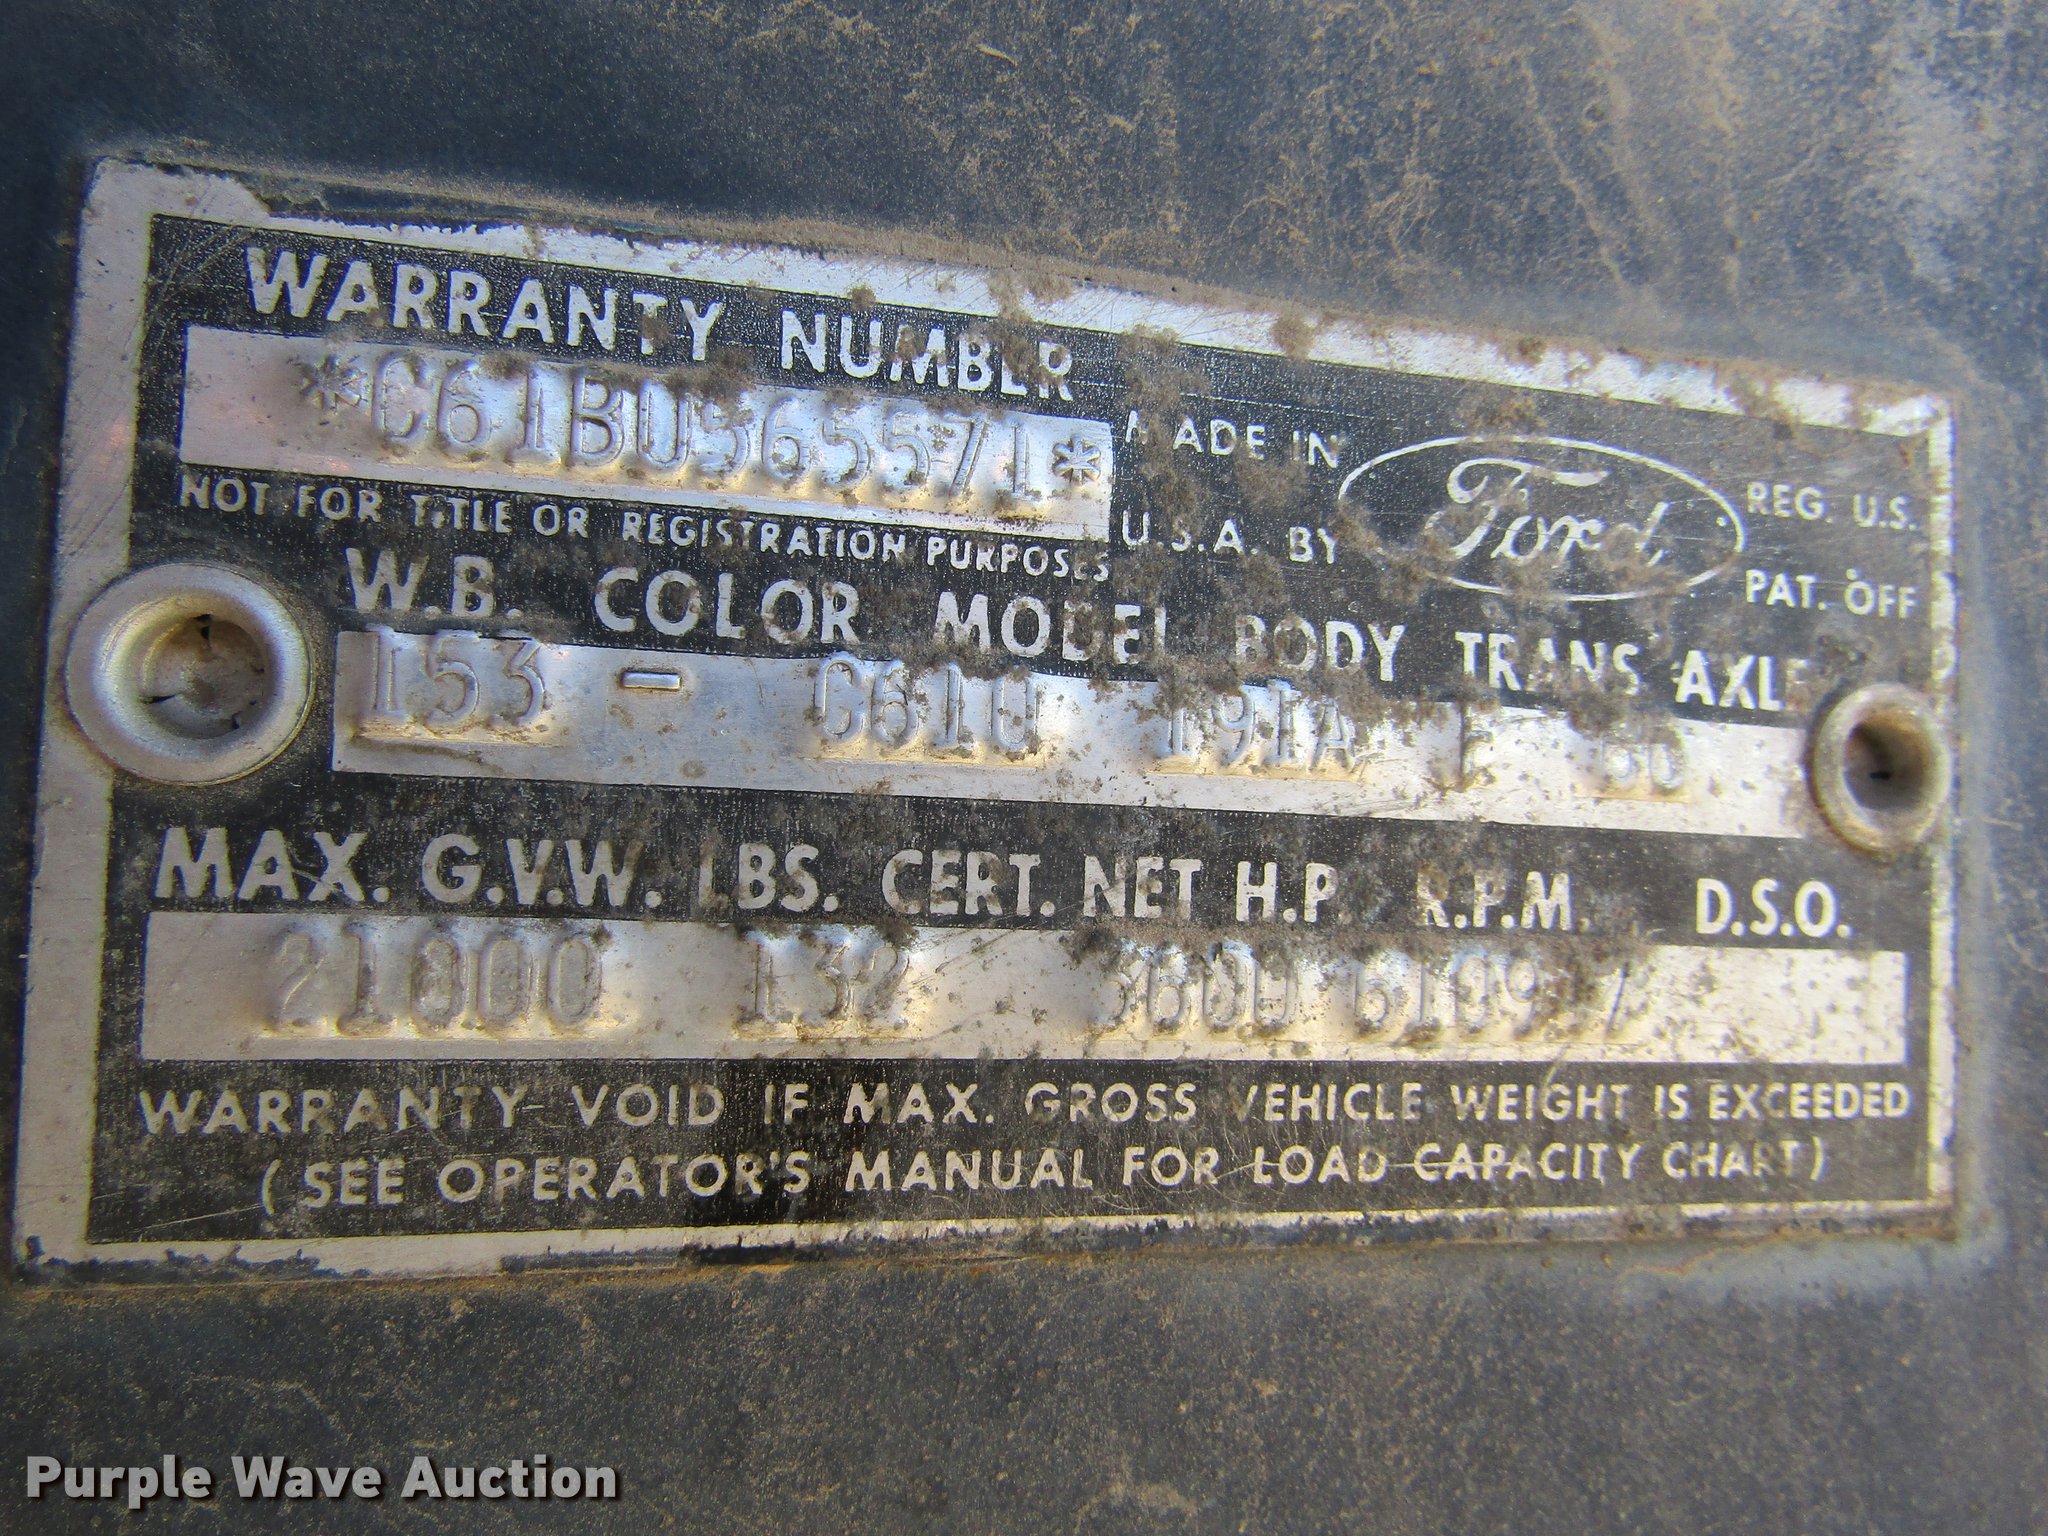 WARRANTY NUMBER
*C61BU565571*
MADE IN
U.S.A. BY
Ford
REG. U.S.
PAT. OFF
NOT FOR TITLE OR REGISTRATION PURPOSES
W.B. COLOR MODEL BODY TRANS AXLE
153 - C61U 191A F
MAX. G.V.W. LBS. CERT. NET H.P. R.P.M. D.S.O.
21000 132 3600
WARRANTY VOID IF MAX. GROSS VEHICLE WEIGHT IS EXCEEDED
(SEE OPERATOR'S MANUAL FOR LOAD CAPACITY CHART)
Purple Wave Auction